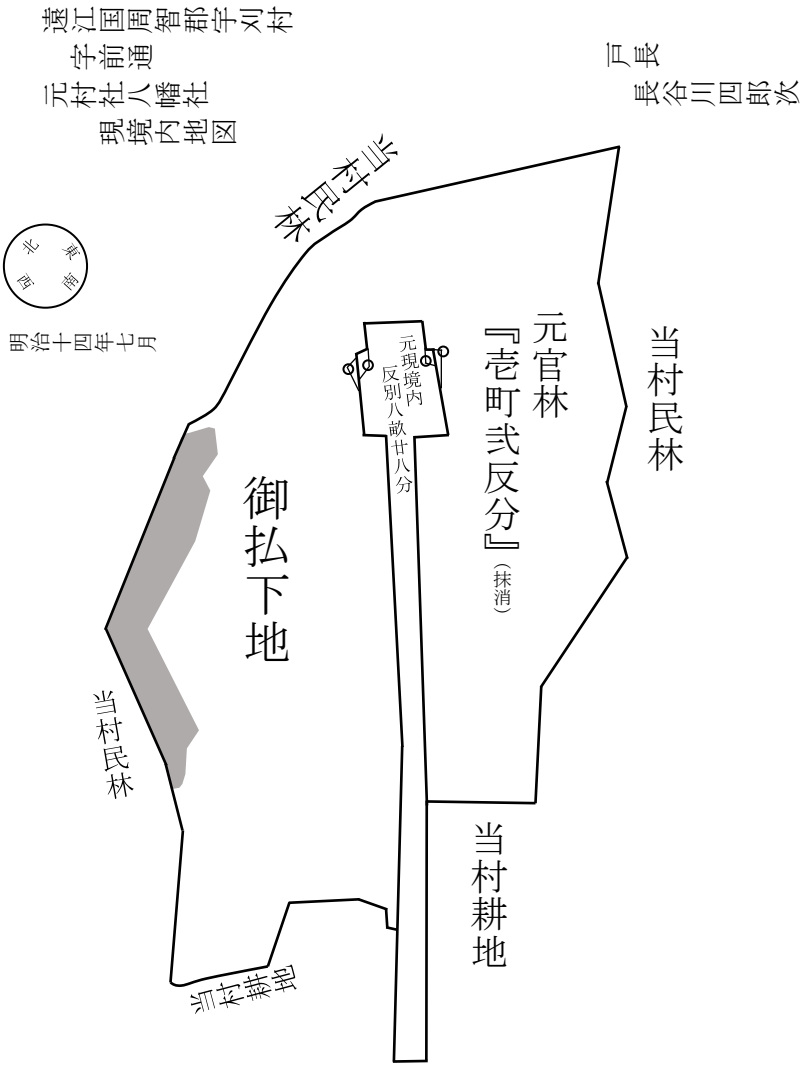 遠江国周智郡宇刈村
字前通
元村社八幡社
現境内地図
戸長
長谷川四郎次
北
東
南
西
明治十四年七月
当村民林
元官林
『壱町弐反分』(抹消)
当村民林
元現境内
反別八畝廿八分
御払下地
当村民林
当村耕地
当村耕地